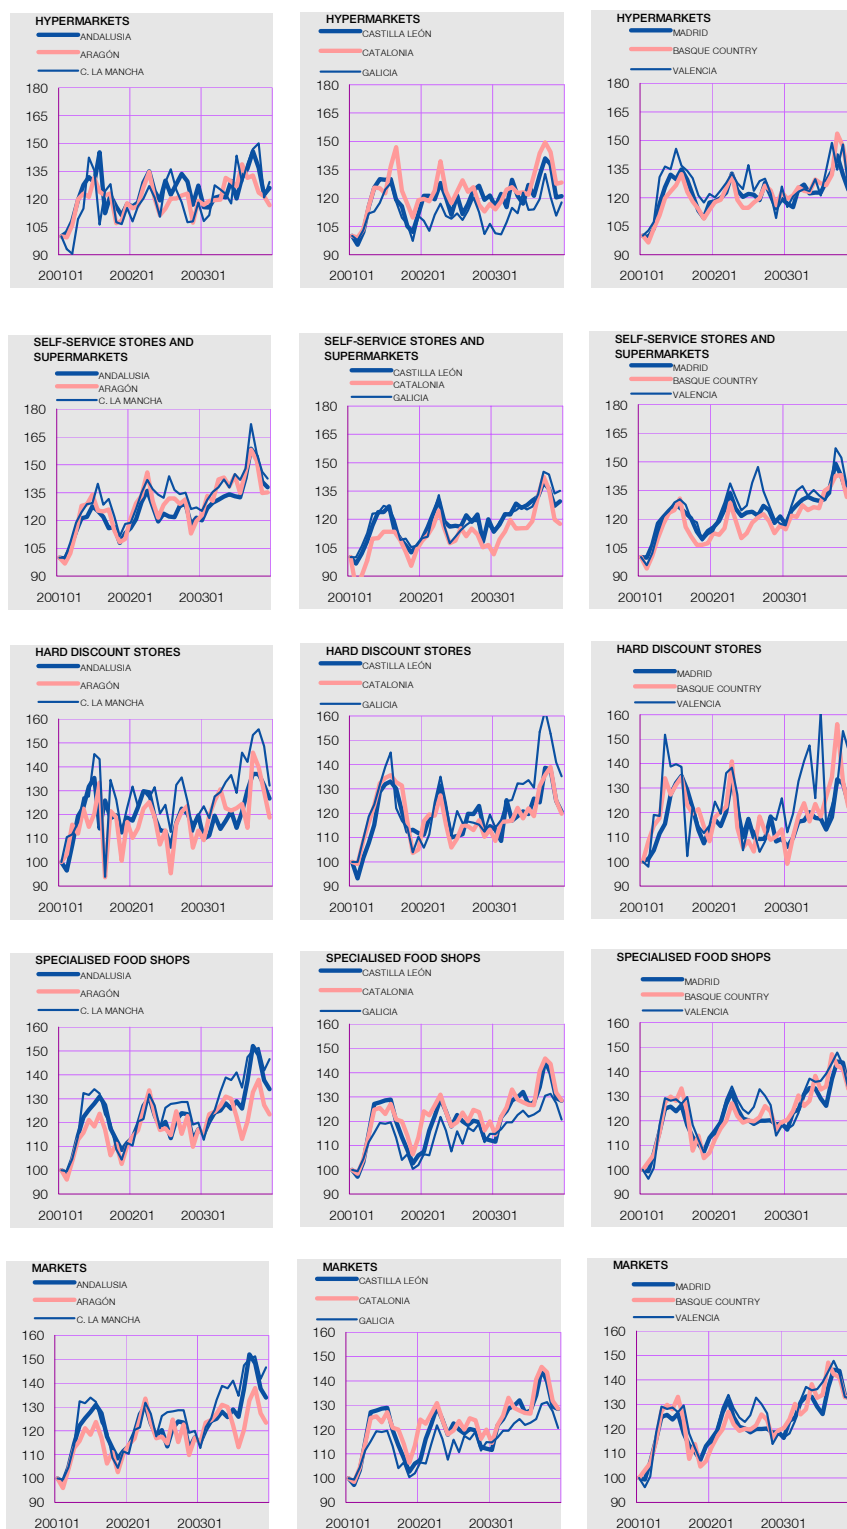 HYPERMARKETS
ANDALUSIA
ARAGÓN
C. LA MANCHA
180
165
150
135
120
105
90
200101 200201 200301
HYPERMARKETS
CASTILLA LEÓN
CATALONIA
GALICIA
180
165
150
135
120
105
90
200101 200201 200301
HYPERMARKETS
MADRID
BASQUE COUNTRY
VALENCIA
180
165
150
135
120
105
90
200101 200201 200301
SELF-SERVICE STORES AND
SUPERMARKETS
ANDALUSIA
ARAGÓN
C. LA MANCHA
180
165
150
135
120
105
90
200101 200201 200301
SELF-SERVICE STORES AND
SUPERMARKETS
CASTILLA LEÓN
CATALONIA
GALICIA
180
165
150
135
120
105
90
200101 200201 200301
SELF-SERVICE STORES AND
SUPERMARKETS
MADRID
BASQUE COUNTRY
VALENCIA
180
165
150
135
120
105
90
200101 200201 200301
HARD DISCOUNT STORES
ANDALUSIA
ARAGÓN
C. LA MANCHA
160
150
140
130
120
110
100
90
200101 200201 200301
HARD DISCOUNT STORES
CASTILLA LEÓN
CATALONIA
GALICIA
160
150
140
130
120
110
100
90
200101 200201 200301
HARD DISCOUNT STORES
MADRID
BASQUE COUNTRY
VALENCIA
160
150
140
130
120
110
100
90
200101 200201 200301
SPECIALISED FOOD SHOPS
ANDALUSIA
ARAGÓN
C. LA MANCHA
160
150
140
130
120
110
100
90
200101 200201 200301
SPECIALISED FOOD SHOPS
CASTILLA LEÓN
CATALONIA
GALICIA
160
150
140
130
120
110
100
90
200101 200201 200301
SPECIALISED FOOD SHOPS
MADRID
BASQUE COUNTRY
VALENCIA
160
150
140
130
120
110
100
90
200101 200201 200301
MARKETS
ANDALUSIA
ARAGÓN
C. LA MANCHA
160
150
140
130
120
110
100
90
200101 200201 200301
MARKETS
CASTILLA LEÓN
CATALONIA
GALICIA
160
150
140
130
120
110
100
90
200101 200201 200301
MARKETS
MADRID
BASQUE COUNTRY
VALENCIA
160
150
140
130
120
110
100
90
200101 200201 200301